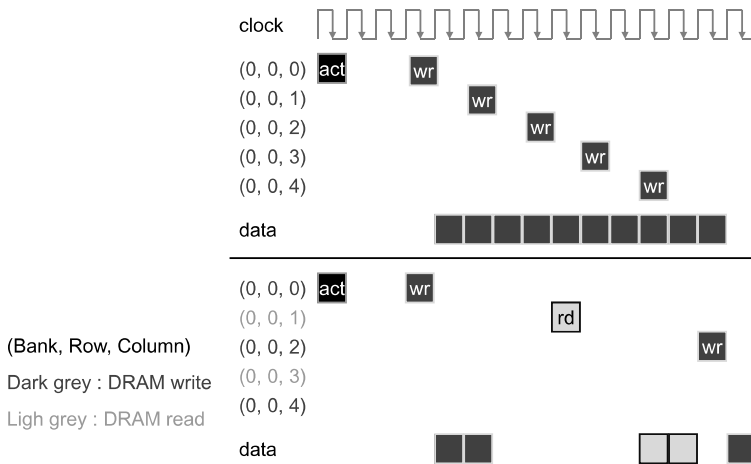 clock
(0, 0, 0) act wr
(0, 0, 1) wr
(0, 0, 2) wr
(0, 0, 3) wr
(0, 0, 4) wr
data
(0, 0, 0) act wr
(0, 0, 1) rd
(Bank, Row, Column) (0, 0, 2) wr
Dark grey : DRAM write (0, 0, 3)
Ligh grey : DRAM read (0, 0, 4)
data